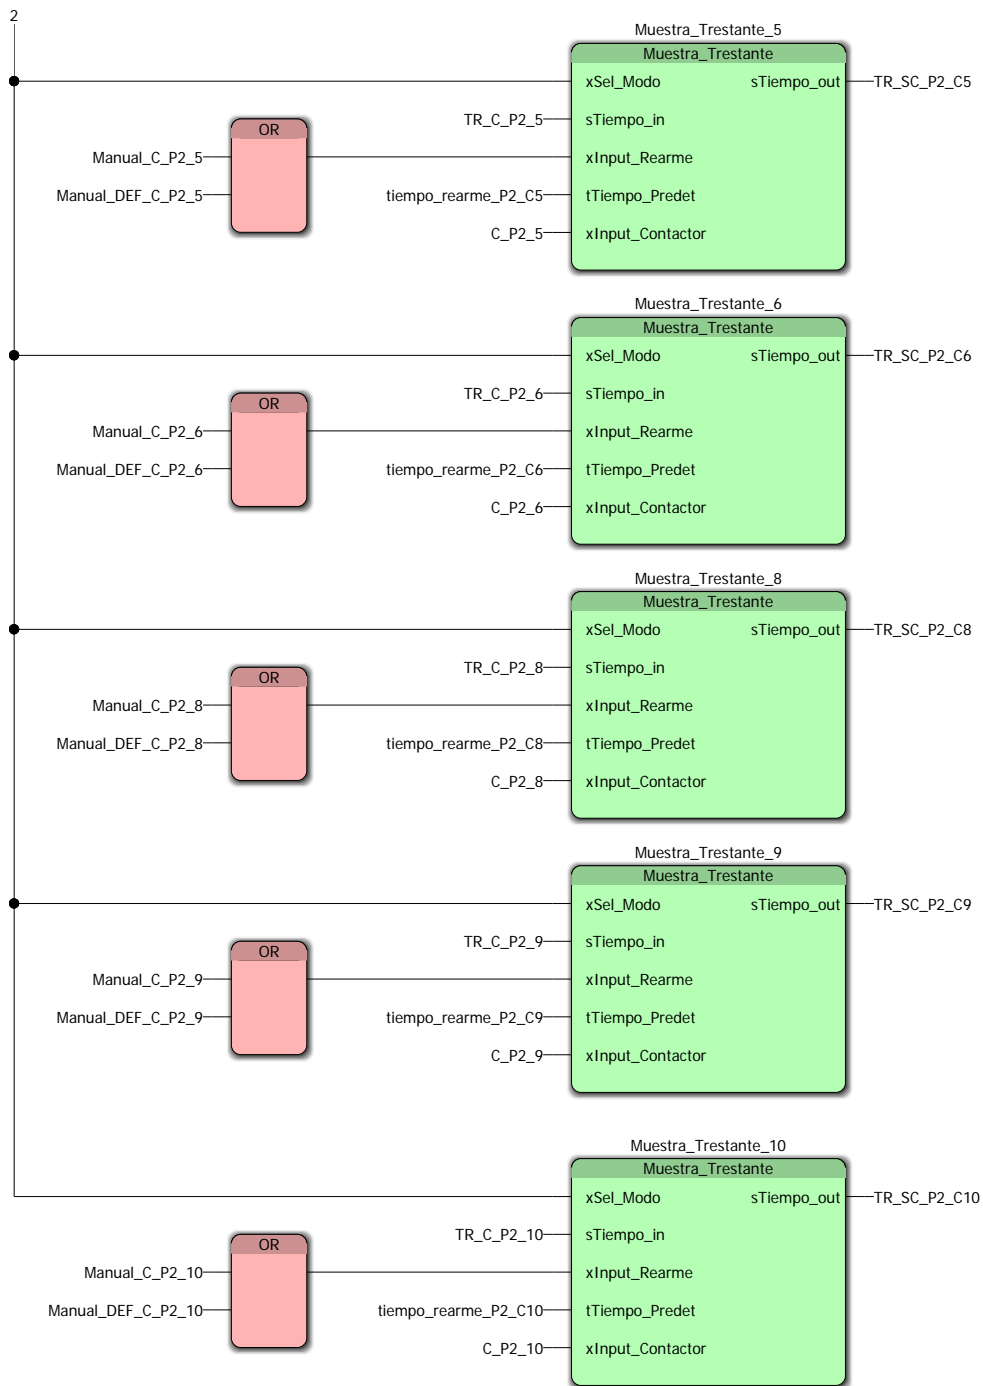 2
Muestra_Trestante_5
Muestra_Trestante
xSel_Modo sTiempo_out TR_SC_P2_C5
TR_C_P2_5 sTiempo_in
OR
Manual_C_P2_5 xInput_Rearme
Manual_DEF_C_P2_5 tiempo_rearme_P2_C5 tTiempo_Predet
C_P2_5 xInput_Contactor
Muestra_Trestante_6
Muestra_Trestante
xSel_Modo sTiempo_out TR_SC_P2_C6
TR_C_P2_6 sTiempo_in
OR
Manual_C_P2_6 xInput_Rearme
Manual_DEF_C_P2_6 tiempo_rearme_P2_C6 tTiempo_Predet
C_P2_6 xInput_Contactor
Muestra_Trestante_8
Muestra_Trestante
xSel_Modo sTiempo_out TR_SC_P2_C8
TR_C_P2_8 sTiempo_in
OR
Manual_C_P2_8 xInput_Rearme
Manual_DEF_C_P2_8 tiempo_rearme_P2_C8 tTiempo_Predet
C_P2_8 xInput_Contactor
Muestra_Trestante_9
Muestra_Trestante
xSel_Modo sTiempo_out TR_SC_P2_C9
TR_C_P2_9 sTiempo_in
OR
Manual_C_P2_9 xInput_Rearme
Manual_DEF_C_P2_9 tiempo_rearme_P2_C9 tTiempo_Predet
C_P2_9 xInput_Contactor
Muestra_Trestante_10
Muestra_Trestante
xSel_Modo sTiempo_out TR_SC_P2_C10
TR_C_P2_10 sTiempo_in
OR
Manual_C_P2_10 xInput_Rearme
Manual_DEF_C_P2_10 tiempo_rearme_P2_C10 tTiempo_Predet
C_P2_10 xInput_Contactor